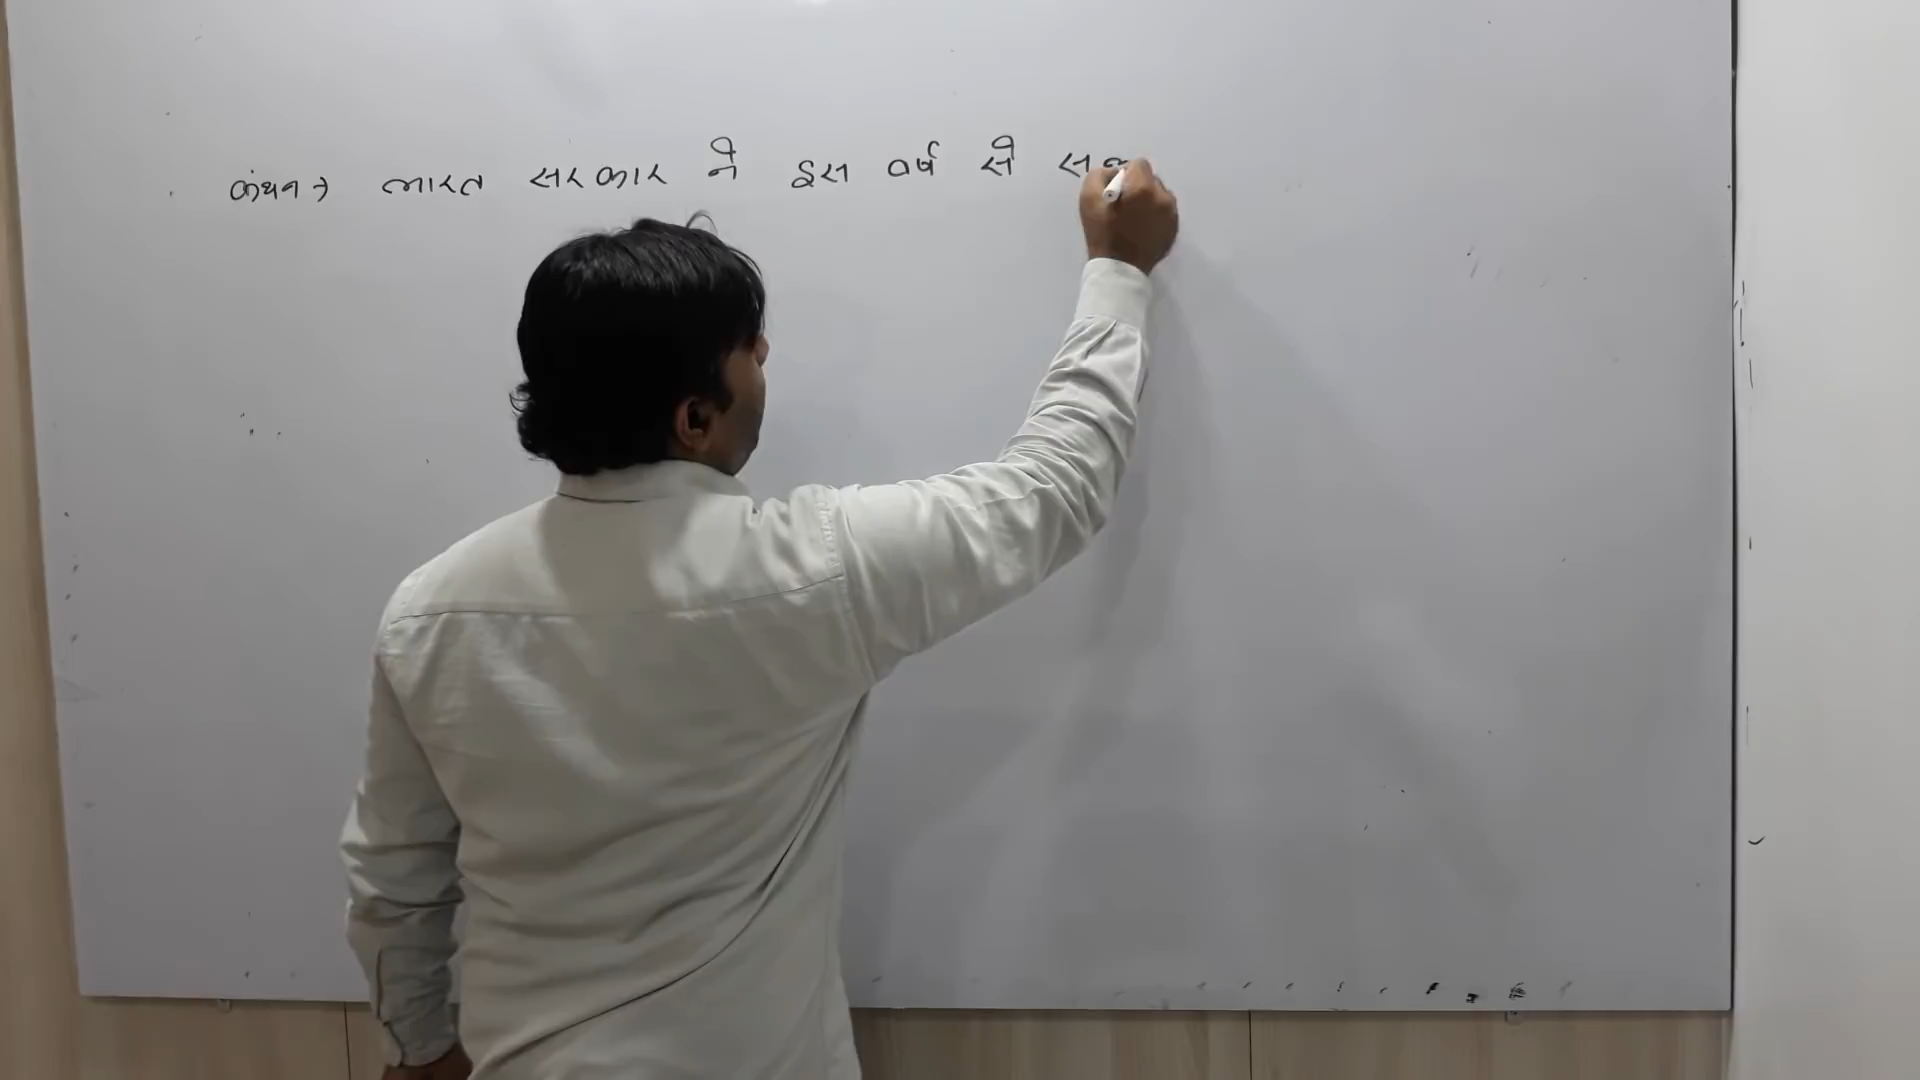 कथन → भारत सरकार ने इस वर्ष से